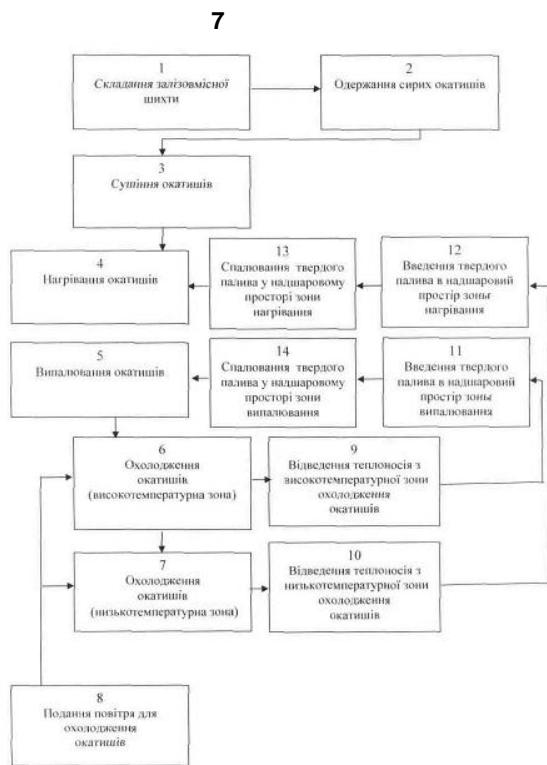 7
1
Складання залізовмісної
шихти
2
Одержання сирих окатишів
3
Сушіння окатишів
4
Нагрівання окатишів
13
Спалювання твердого
палива у надшаровому
просторі зони
нагрівання
12
Введення твердого
палива в надшаровий
простір зоны
нагрівання
5
Випалювання окатишів
14
Спалювання твердого
палива у надшаровому
просторі зони
випалювання
11
Введення твердого
палива в надшаровий
простір зоны
випалювання
6
Охолодження
окатишів
(високотемпературна зона)
9
Відведення теплоносія з
високотемпературної зони
охолодження
окатишів
7
Охолодження
окатишів
(низькотемпературна зона)
10
Відведення теплоносія з
низькотемпературної зони
охолодження
окатишів
8
Подання повітря для
охолодження
окатишів